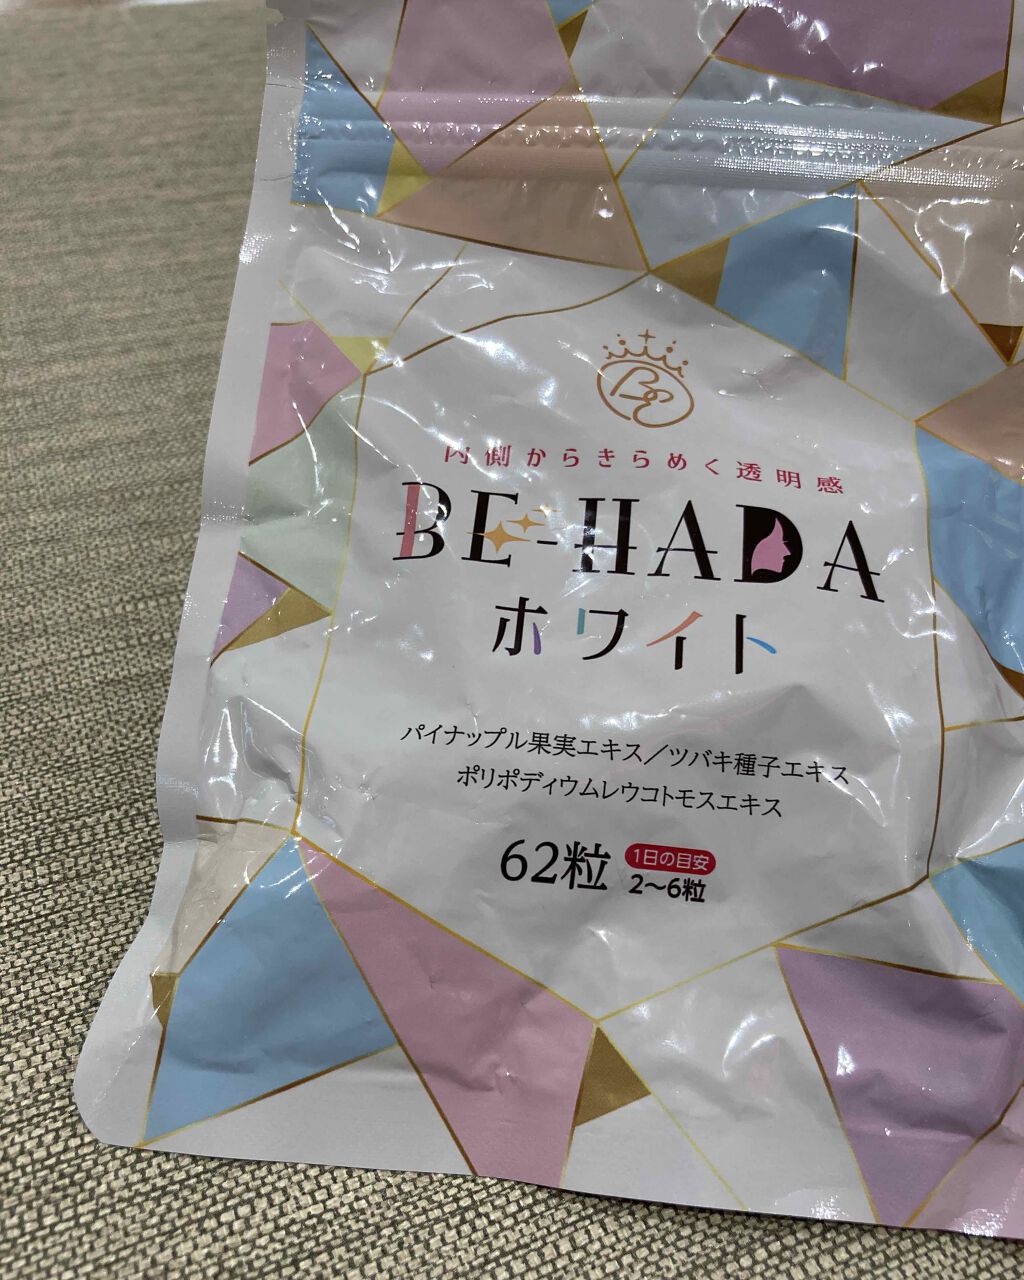 BE
内側からきらめく透明感
BE-HADA
ホワイト
パイナップル果実エキス/ツバキ種子エキス
ポリポディウムレウコトモスエキス
62粒 1日の目安
2〜6粒